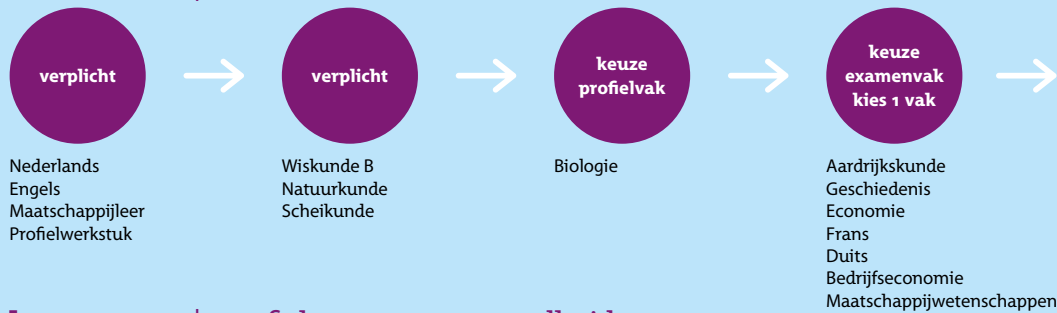 verplicht
Nederlands
Engels
Maatschappijleer
Profielwerkstuk
verplicht
Wiskunde B
Natuurkunde
Scheikunde
keuze
profielvak
Biologie
keuze
examenvak
kies 1 vak
Aardrijkskunde
Geschiedenis
Economie
Frans
Duits
Bedrijfseconomie
Maatschappijwetenschappen